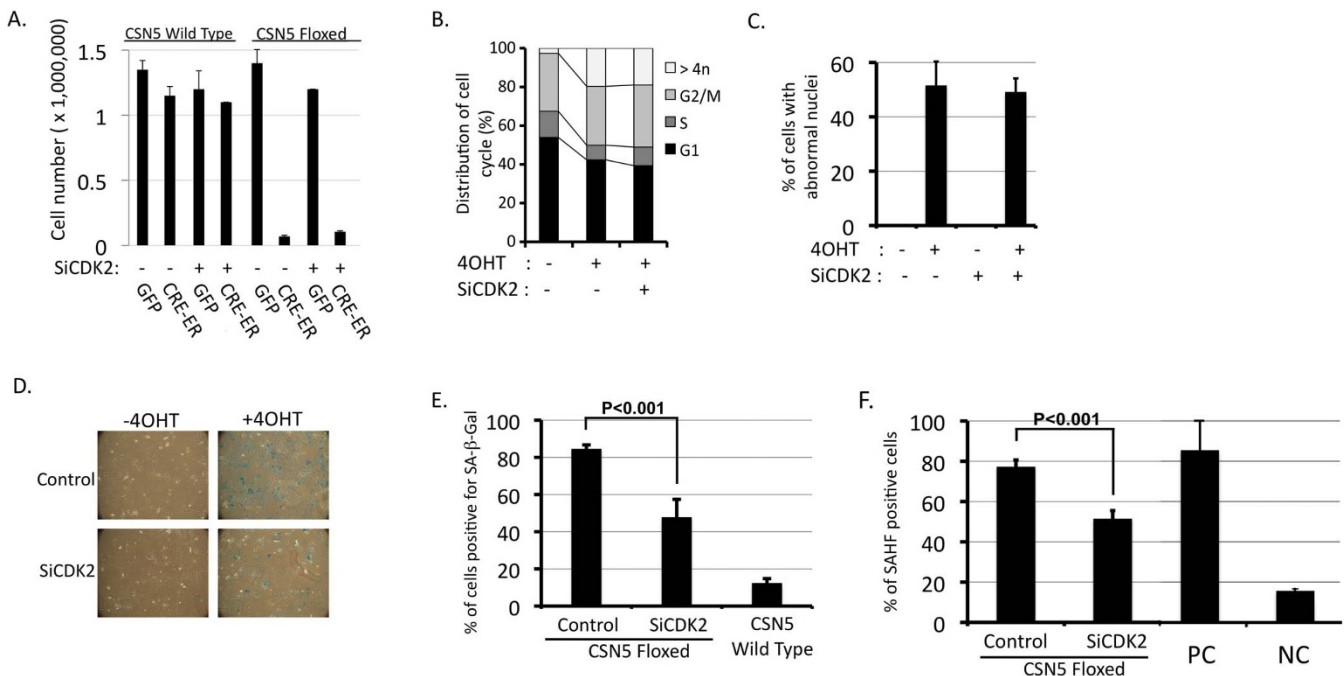 A.
CSN5 Wild Type CSN5 Floxed
Cell number ( x 1,000,000)
1.5
1
0.5
0
SiCDK2: - - + + - - + +
GFP CRE-ER GFP CRE-ER GFP CRE-ER GFP CRE-ER
B.
Distribution of cell
cycle (%)
100
80
60
40
20
0
> 4n
G2/M
S
G1
4OHT : - + +
SiCDK2 : - - +
C.
% of cells with
abnormal nuclei
60
40
20
0
4OHT : - + - +
SiCDK2 : - - + +
D.
-4OHT +4OHT
Control
SiCDK2
E.
P<0.001
% of cells positive for SA-β-Gal
100
80
60
40
20
0
Control SiCDK2 CSN5
CSN5 Floxed Wild Type
F.
P<0.001
% of SAHF positive cells
100
80
60
40
20
0
Control SiCDK2 PC NC
CSN5 Floxed